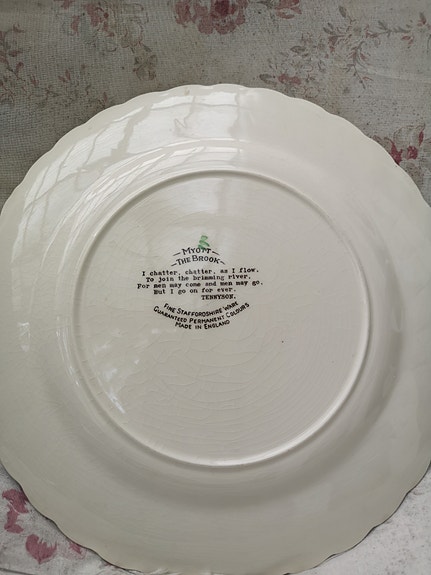 MYOTT
THE BROOK
I chatter, chatter, as I flow.
To join the brimming river,
For men may come and men may go.
But I go on for ever.
TENNYSON.
FINE STAFFORDSHIRE WARE
GUARANTEED PERMANENT COLOURS
MADE IN ENGLAND